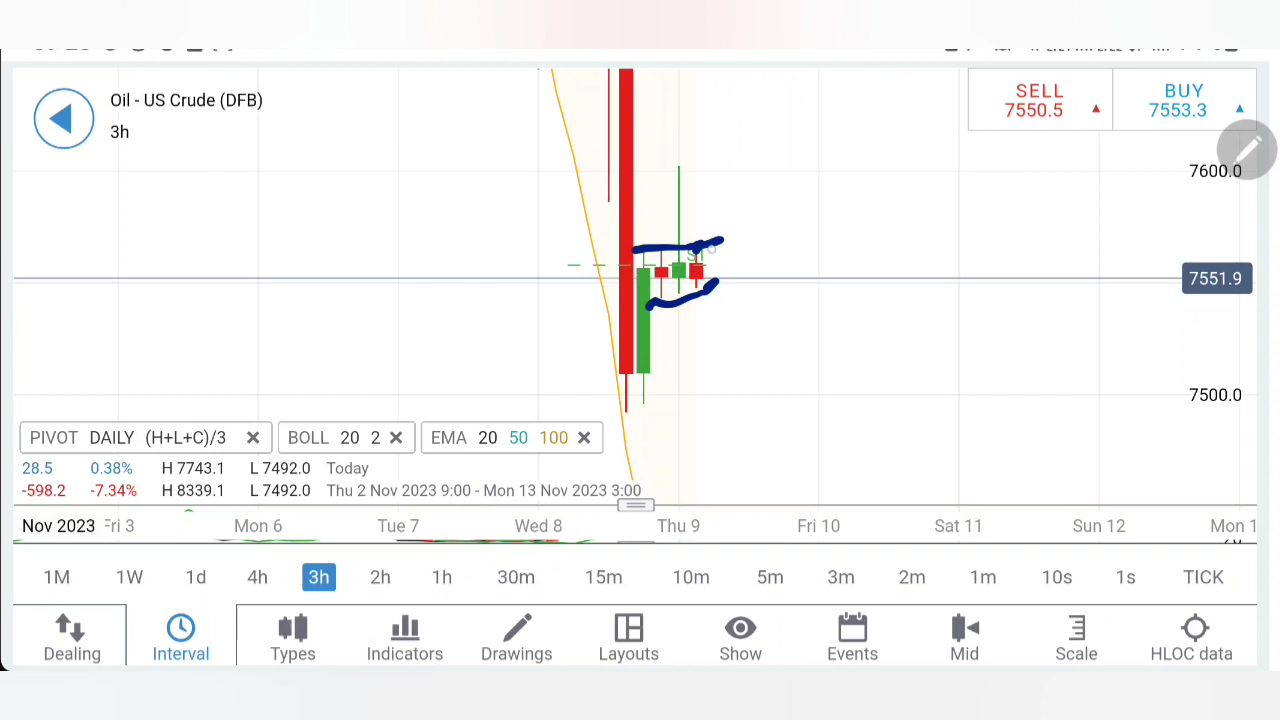 Oil - US Crude (DFB)
3h
SELL
7550.5
BUY
7553.3
7600.0
S1
7551.9
7500.0
PIVOT DAILY (H+L+C)/3
BOLL 20 2
EMA 20 50 100
28.5 0.38% H 7743.1 L 7492.0 Today
-598.2 -7.34% H 8339.1 L 7492.0 Thu 2 Nov 2023 9:00 - Mon 13 Nov 2023 3:00
Nov 2023 Fri 3 Mon 6 Tue 7 Wed 8 Thu 9 Fri 10 Sat 11 Sun 12 Mon 1
1M 1W 1d 4h 3h 2h 1h 30m 15m 10m 5m 3m 2m 1m 10s 1s TICK
Dealing Interval Types Indicators Drawings Layouts Show Events Mid Scale HLOC data